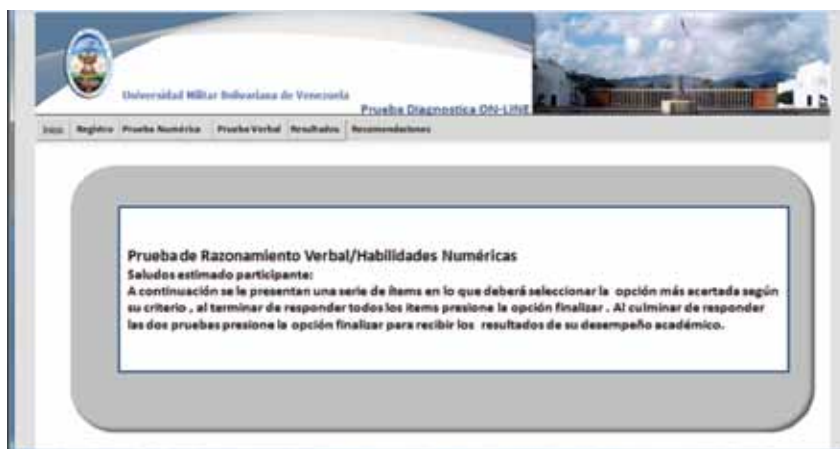 Universidad Militar Bolivariana de Venezuela
Prueba Diagnostica ON-LINE
Inicio Registro Prueba Numérica Prueba Verbal Resultados Recomendaciones
Prueba de Razonamiento Verbal/Habilidades Numéricas
Saludos estimado participante:
A continuación se le presentan una serie de ítems en lo que deberá seleccionar la opción más acertada según
su criterio , al terminar de responder todos los items presione la opción finalizar . Al culminar de responder
las dos pruebas presione la opción finalizar para recibir los resultados de su desempeño académico.